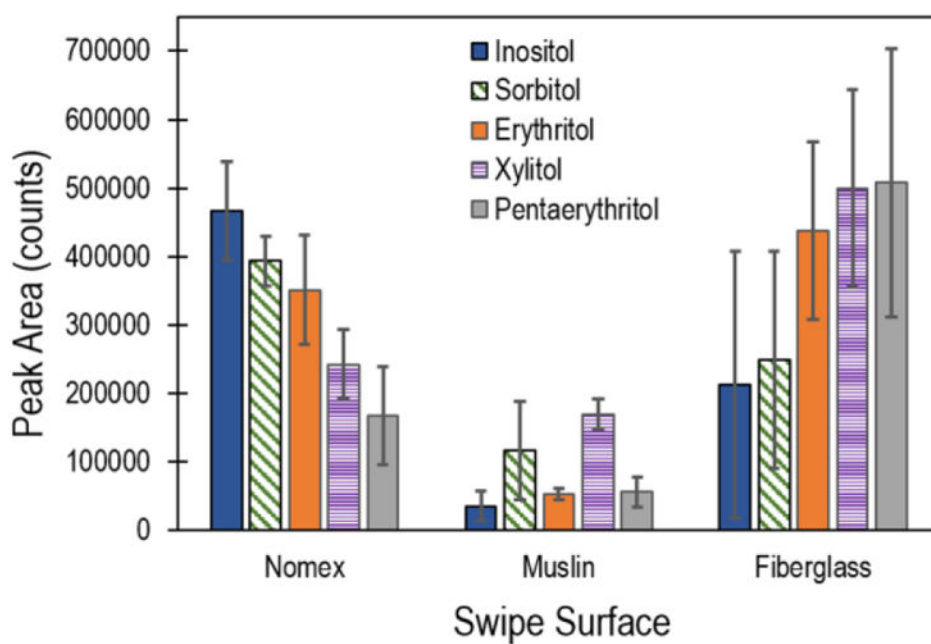 700000
600000
500000
400000
300000
200000
100000
0
Peak Area (counts)
Inositol
Sorbitol
Erythritol
Xylitol
Pentaerythritol
Nomex Muslin Fiberglass
Swipe Surface